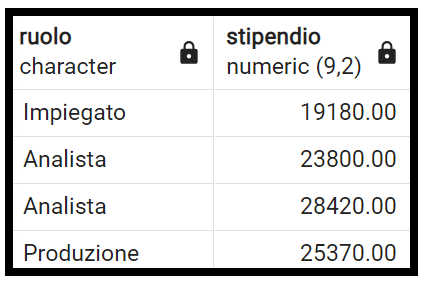 ruolo stipendio
character numeric (9,2)
Impiegato 19180.00
Analista 23800.00
Analista 28420.00
Produzione 25370.00